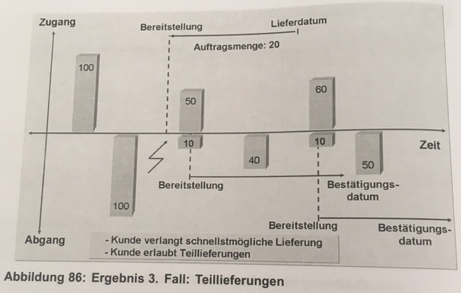 Zugang
Bereitstellung
Lieferdatum
Auftragsmenge: 20
100
50
60
Zeit
10
10
40
50
100
Bereitstellung
Bestätigungs-
datum
Bereitstellung
Bestätigungs-
datum
Abgang
- Kunde verlangt schnellstmögliche Lieferung
- Kunde erlaubt Teillieferungen
Abbildung 86: Ergebnis 3. Fall: Teillieferungen